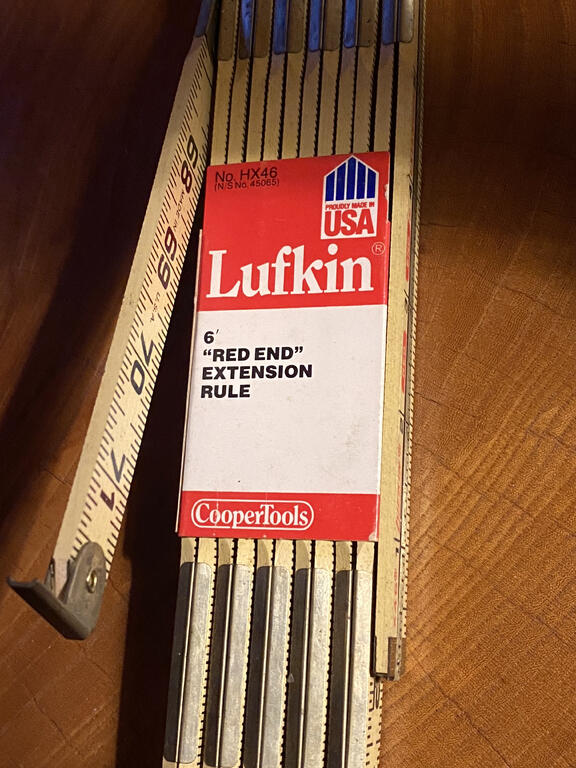 No. HX46
(N/S No. 45065)
PROUDLY MADE IN
USA
Lufkin®
6'
"RED END"
EXTENSION
RULE
CooperTools
68
69
70
71